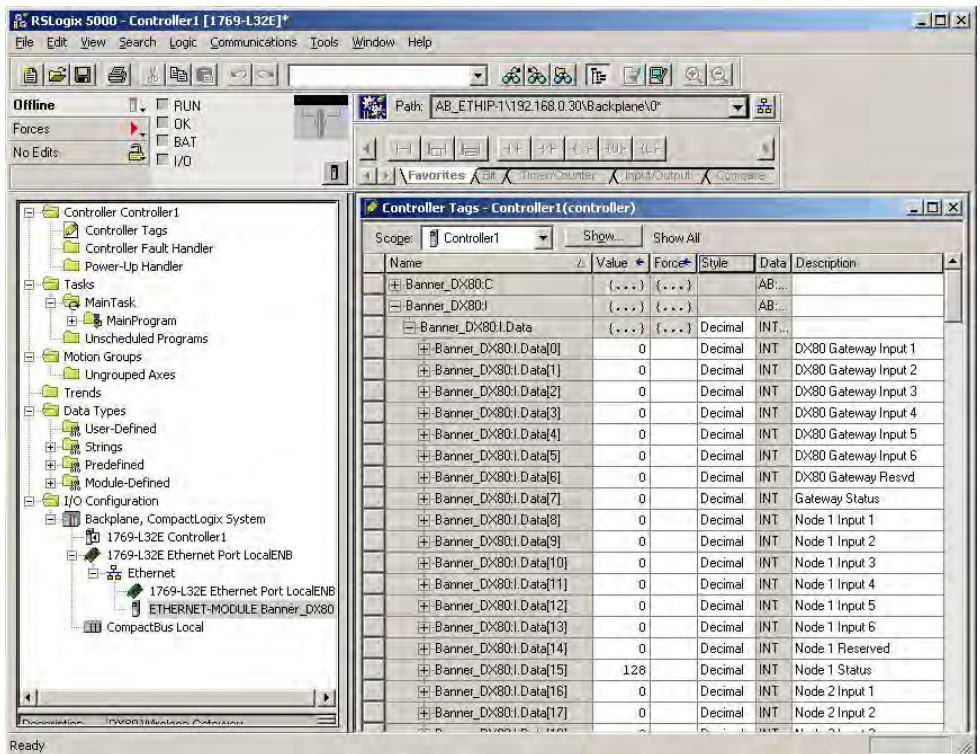 RSLogix 5000 - Controller1 [1769-L32E]*
File Edit View Search Logic Communications Tools Window Help
Offline
RUN
Path: AB_ETHIP-1\192.168.0.30\Backplane\0*
Forces
OK
No Edits
BAT
I/O
Favorites Bit Timer/Counter Input/Output Compare
Controller Controller1
Controller Tags
Controller Fault Handler
Power-Up Handler
Tasks
MainTask
MainProgram
Unscheduled Programs
Motion Groups
Ungrouped Axes
Trends
Data Types
User-Defined
Strings
Predefined
Module-Defined
I/O Configuration
Backplane, CompactLogix System
1769-L32E Controller1
1769-L32E Ethernet Port LocalENB
Ethernet
1769-L32E Ethernet Port LocalENB
ETHERNET-MODULE Banner_DX80
CompactBus Local
Description DX80 Wireless Gateway
Controller Tags - Controller1(controller)
Scope: Controller1 Show... Show All
Name Value Force Style Data Description
Banner_DX80:C {...} {...} AB:...
Banner_DX80:I {...} {...} AB:...
Banner_DX80:I.Data {...} {...} Decimal INT...
Banner_DX80:I.Data[0] 0 Decimal INT DX80 Gateway Input 1
Banner_DX80:I.Data[1] 0 Decimal INT DX80 Gateway Input 2
Banner_DX80:I.Data[2] 0 Decimal INT DX80 Gateway Input 3
Banner_DX80:I.Data[3] 0 Decimal INT DX80 Gateway Input 4
Banner_DX80:I.Data[4] 0 Decimal INT DX80 Gateway Input 5
Banner_DX80:I.Data[5] 0 Decimal INT DX80 Gateway Input 6
Banner_DX80:I.Data[6] 0 Decimal INT DX80 Gateway Resvd
Banner_DX80:I.Data[7] 0 Decimal INT Gateway Status
Banner_DX80:I.Data[8] 0 Decimal INT Node 1 Input 1
Banner_DX80:I.Data[9] 0 Decimal INT Node 1 Input 2
Banner_DX80:I.Data[10] 0 Decimal INT Node 1 Input 3
Banner_DX80:I.Data[11] 0 Decimal INT Node 1 Input 4
Banner_DX80:I.Data[12] 0 Decimal INT Node 1 Input 5
Banner_DX80:I.Data[13] 0 Decimal INT Node 1 Input 6
Banner_DX80:I.Data[14] 0 Decimal INT Node 1 Reserved
Banner_DX80:I.Data[15] 128 Decimal INT Node 1 Status
Banner_DX80:I.Data[16] 0 Decimal INT Node 2 Input 1
Banner_DX80:I.Data[17] 0 Decimal INT Node 2 Input 2
Ready